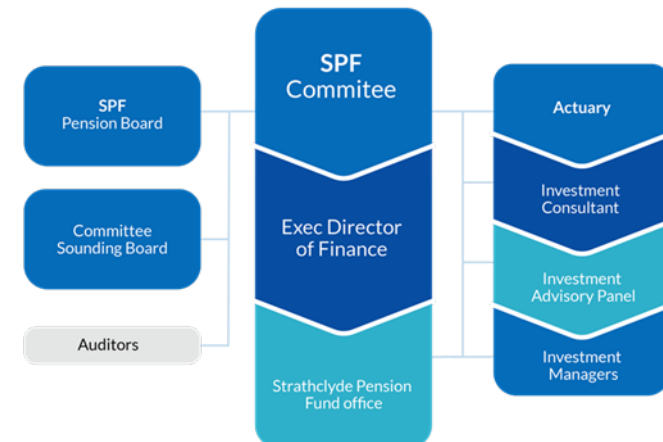 SPF
Pension Board
Committee
Sounding Board
Auditors
SPF
Commitee
Exec Director
of Finance
Strathclyde Pension
Fund office
Actuary
Investment
Consultant
Investment
Advisory Panel
Investment
Managers